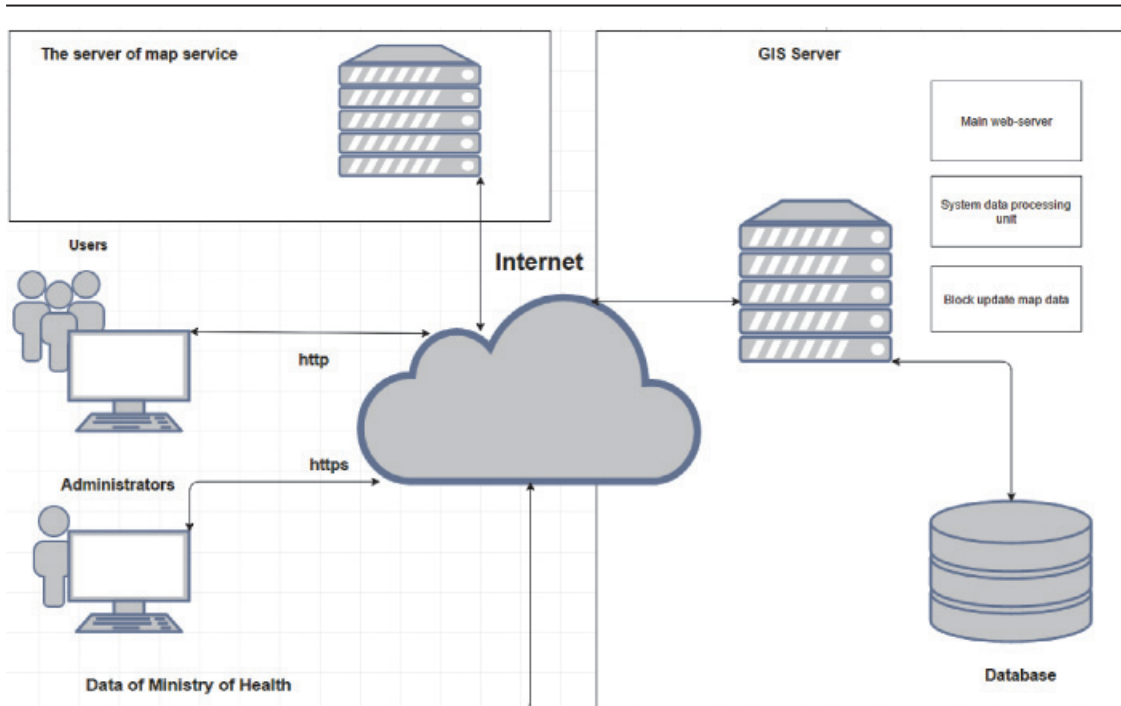 The server of map service
GIS Server
Main web-server
System data processing
unit
Block update map data
Users
Internet
http
https
Administrators
Data of Ministry of Health
Database